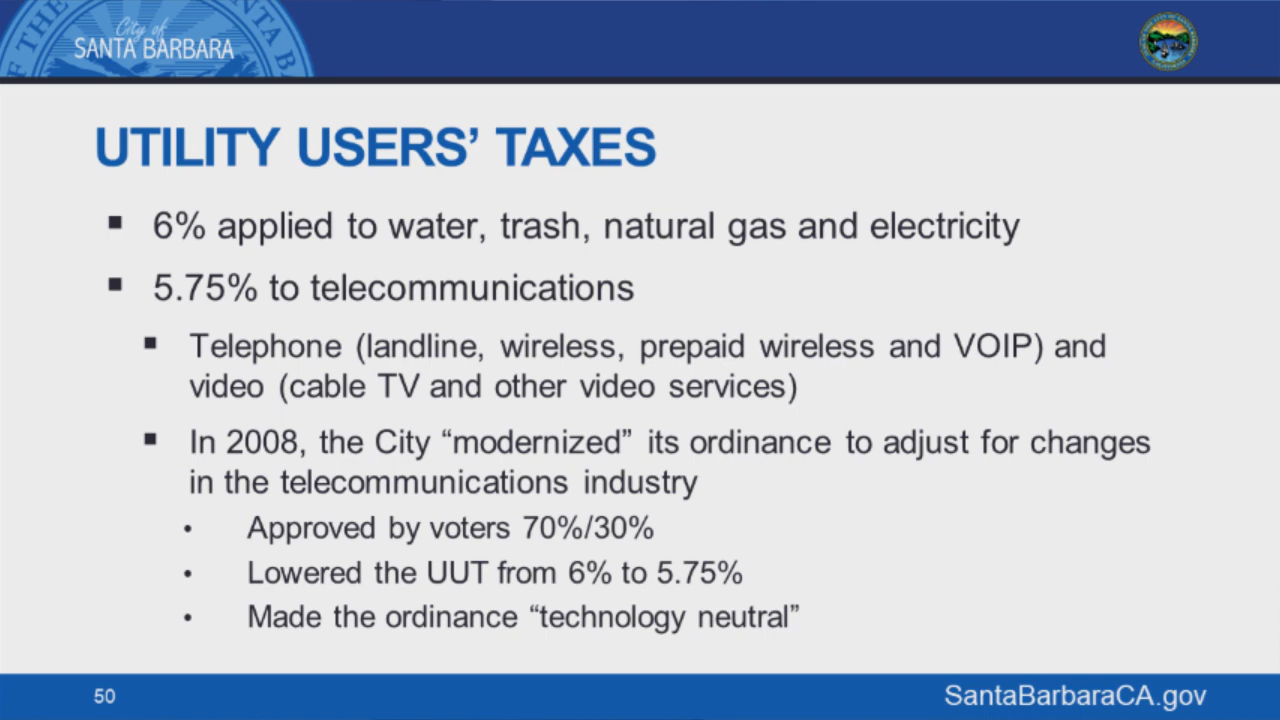 City of
SANTA BARBARA
UTILITY USERS’ TAXES
▪ 6% applied to water, trash, natural gas and electricity
▪ 5.75% to telecommunications
▪ Telephone (landline, wireless, prepaid wireless and VOIP) and
video (cable TV and other video services)
▪ In 2008, the City “modernized” its ordinance to adjust for changes
in the telecommunications industry
• Approved by voters 70%/30%
• Lowered the UUT from 6% to 5.75%
• Made the ordinance “technology neutral”
50
SantaBarbaraCA.gov